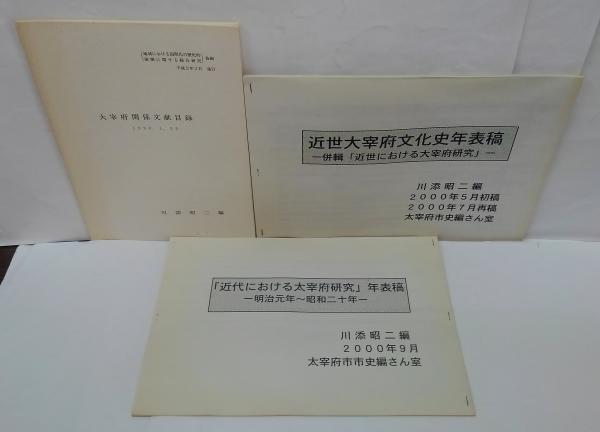 大宰府関係文献目録
川添昭二編
近世大宰府文化史年表稿
―併輯「近世における大宰府研究」―
川添昭二編
2000年5月初稿
2000年7月再稿
太宰府市史編さん室
「近代における大宰府研究」年表稿
―明治元年～昭和二十年―
川添昭二編
2000年9月
太宰府市市史編さん室